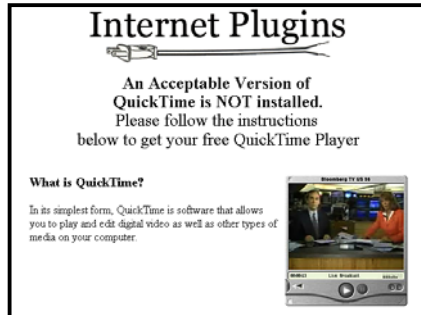 Internet Plugins
An Acceptable Version of
QuickTime is NOT installed.
Please follow the instructions
below to get your free QuickTime Player
What is QuickTime?
In its simplest form, QuickTime is software that allows
you to play and edit digital video as well as other types of
media on your computer.
Bloomberg TV US 56
Live Broadcast